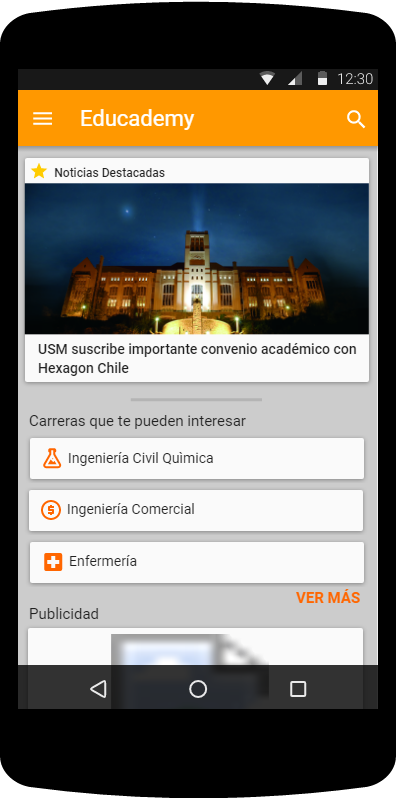 12:30
Educademy
Noticias Destacadas
USM suscribe importante convenio académico con
Hexagon Chile
Carreras que te pueden interesar
Ingeniería Civil Quìmica
Ingeniería Comercial
Enfermería
VER MÁS
Publicidad